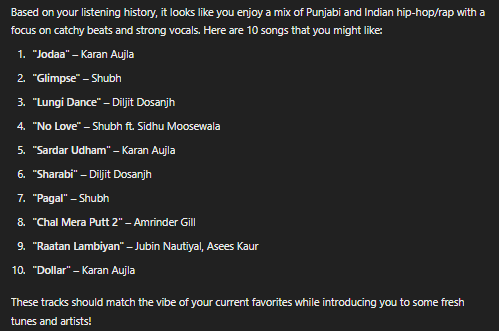 Based on your listening history, it looks like you enjoy a mix of Punjabi and Indian hip-hop/rap with a
focus on catchy beats and strong vocals. Here are 10 songs that you might like:
1. "Jodaa" – Karan Aujla
2. "Glimpse" – Shubh
3. "Lungi Dance" – Diljit Dosanjh
4. "No Love" – Shubh ft. Sidhu Moosewala
5. "Sardar Udham" – Karan Aujla
6. "Sharabi" – Diljit Dosanjh
7. "Pagal" – Shubh
8. "Chal Mera Putt 2" – Amrinder Gill
9. "Raatan Lambiyan" – Jubin Nautiyal, Asees Kaur
10. "Dollar" – Karan Aujla
These tracks should match the vibe of your current favorites while introducing you to some fresh
tunes and artists!